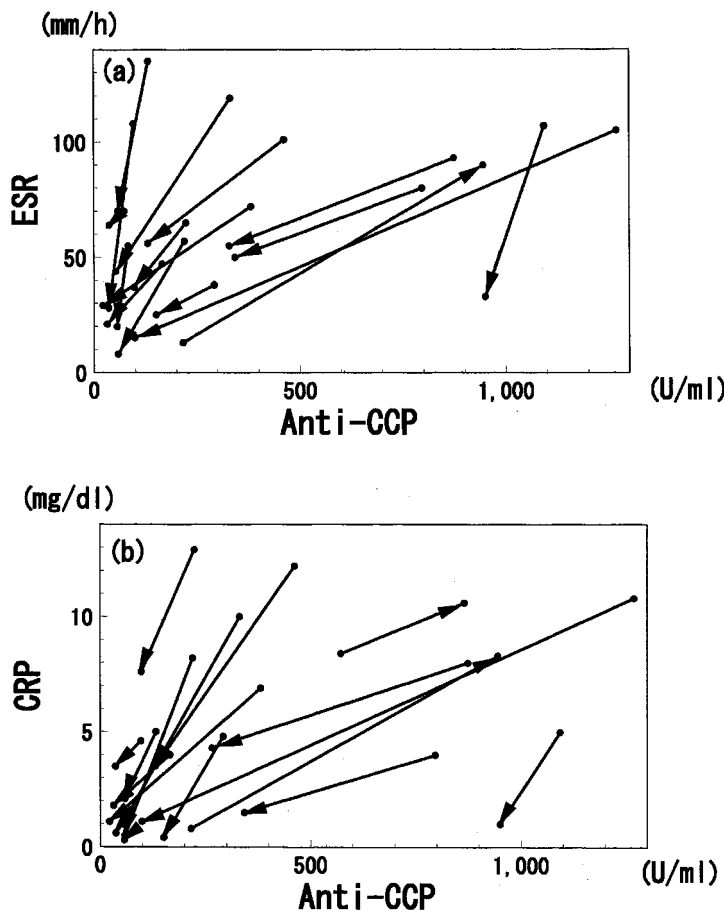 (mm/h)
(a)
100
50
0
ESR
0 500 1,000 (U/ml)
Anti-CCP
(mg/dl)
(b)
10
5
0
CRP
0 500 1,000 (U/ml)
Anti-CCP